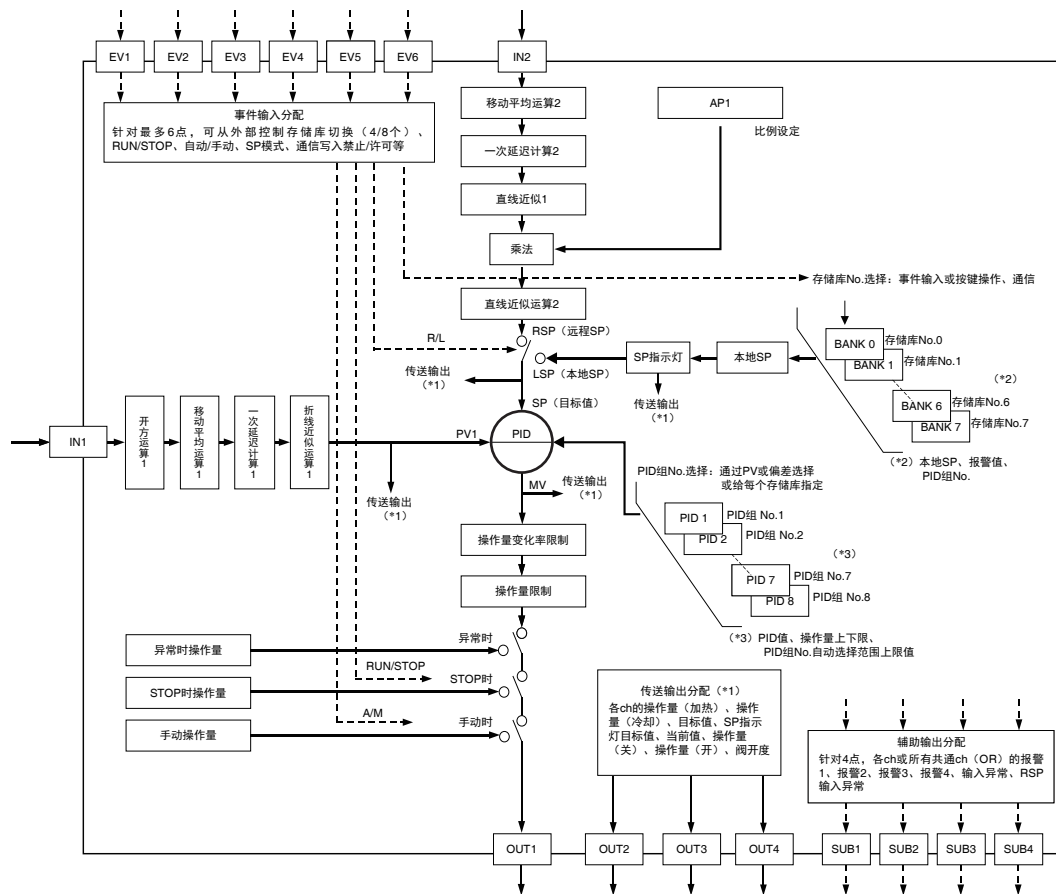 EV1
EV2
EV3
EV4
EV5
EV6
IN2
事件输入分配
针对最多6点，可从外部控制存储库切换（4/8个）、
RUN/STOP、自动/手动、SP模式、通信写入禁止/许可等
移动平均运算2
AP1
比例设定
一次延迟计算2
直线近似1
乘法
存储库No.选择：事件输入或按键操作、通信
直线近似运算2
R/L
RSP（远程SP）
LSP（本地SP）
SP指示灯
本地SP
BANK 0
存储库No.0
BANK 1
存储库No.1
（*2）
BANK 6
存储库No.6
BANK 7
存储库No.7
（*2）本地SP、报警值、
PID组No.
传送输出
（*1）
传送输出
（*1）
SP（目标值）
IN1
开方运算1
移动平均运算1
一次延迟计算1
折线近似运算1
PV1
PID
传送输出
（*1）
MV
传送输出
（*1）
PID组No.选择：通过PV或偏差选择
或给每个存储库指定
PID 1
PID组 No.1
PID 2
PID组 No.2
（*3）
PID 7
PID组 No.7
PID 8
PID组 No.8
（*3）PID值、操作量上下限、
PID组No.自动选择范围上限值
操作量变化率限制
操作量限制
异常时操作量
异常时
RUN/STOP
STOP时操作量
STOP时
A/M
手动操作量
手动时
传送输出分配（*1）
各ch的操作量（加热）、操作
量（冷却）、目标值、SP指示
灯目标值、当前值、操作量
（关）、操作量（开）、阀开度
辅助输出分配
针对4点，各ch或所有共通ch（OR）的报警
1、报警2、报警3、报警4、输入异常、RSP
输入异常
OUT1
OUT2
OUT3
OUT4
SUB1
SUB2
SUB3
SUB4